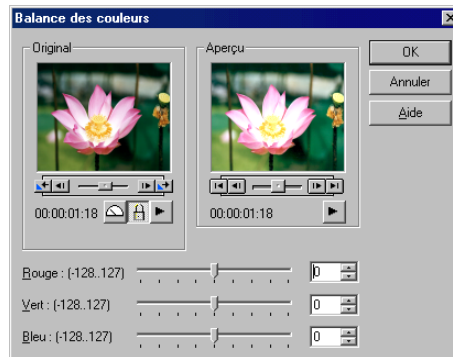 Balance des couleurs
Original
Aperçu
OK
Annuler
Aide
00:00:01:18
00:00:01:18
Rouge : (-128..127)
0
Vert : (-128..127)
0
Bleu : (-128..127)
0